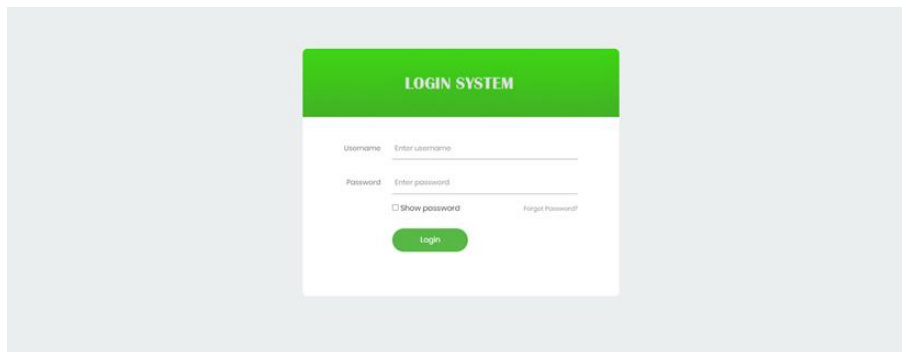 LOGIN SYSTEM
Username Enter username
Password Enter password
Show password Forgot Password?
Login